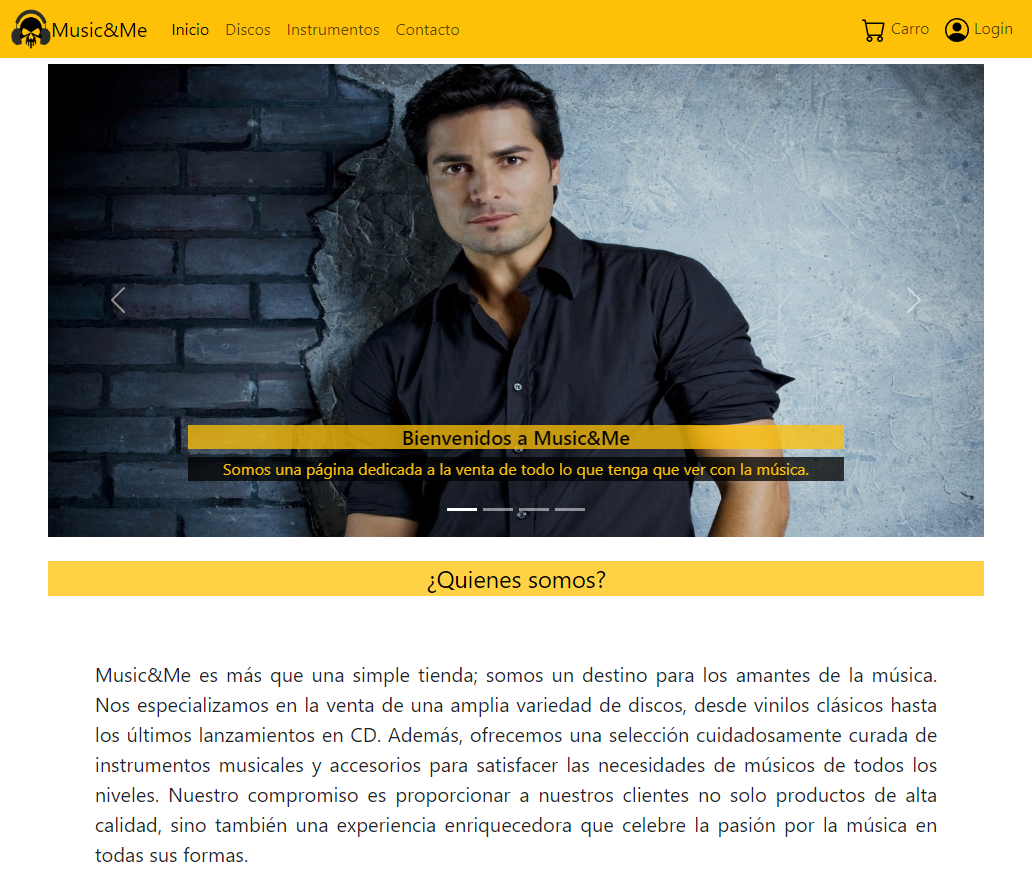 Music&Me Inicio Discos Instrumentos Contacto Carro Login
Bienvenidos a Music&Me
Somos una página dedicada a la venta de todo lo que tenga que ver con la música.
¿Quienes somos?
Music&Me es más que una simple tienda; somos un destino para los amantes de la música.
Nos especializamos en la venta de una amplia variedad de discos, desde vinilos clásicos hasta
los últimos lanzamientos en CD. Además, ofrecemos una selección cuidadosamente curada de
instrumentos musicales y accesorios para satisfacer las necesidades de músicos de todos los
niveles. Nuestro compromiso es proporcionar a nuestros clientes no solo productos de alta
calidad, sino también una experiencia enriquecedora que celebre la pasión por la música en
todas sus formas.